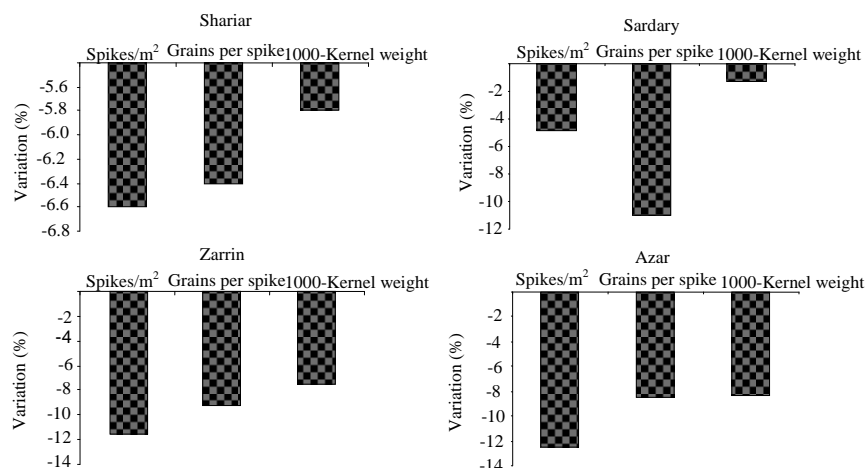 Shariar
Spikes/m² Grains per spike 1000-Kernel weight
-5.6
-5.8
-6.0
-6.2
-6.4
-6.6
-6.8
Variation (%)
Sardary
Spikes/m² Grains per spike 1000-Kernel weight
-2
-4
-6
-8
-10
-12
Variation (%)
Zarrin
Spikes/m² Grains per spike 1000-Kernel weight
-2
-4
-6
-8
-10
-12
-14
Variation (%)
Azar
Spikes/m² Grains per spike 1000-Kernel weight
-2
-4
-6
-8
-10
-12
-14
Variation (%)